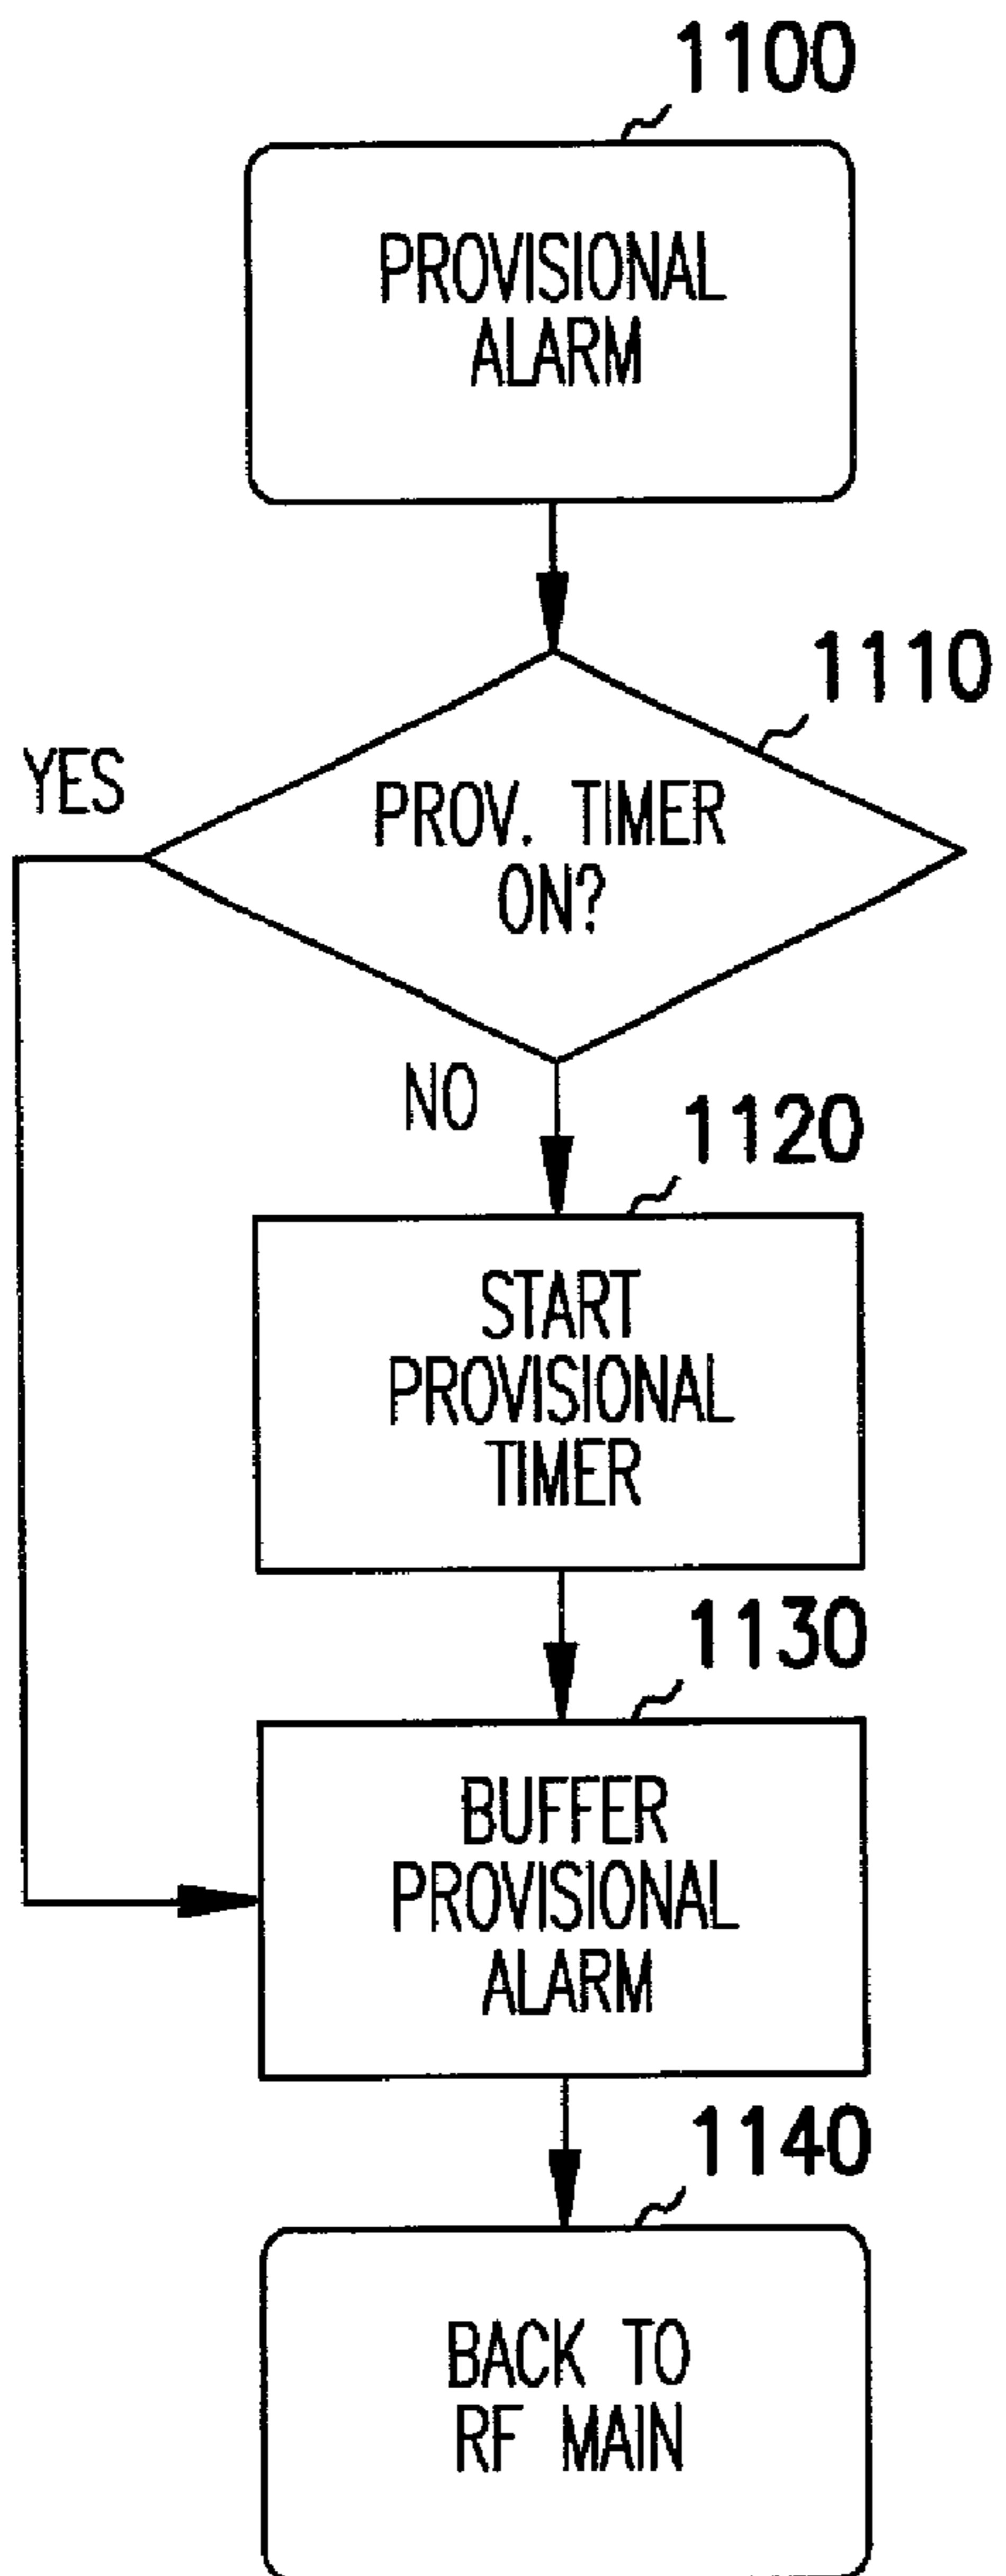 1100
PROVISIONAL
ALARM
1110
YES
PROV. TIMER
ON?
NO
1120
START
PROVISIONAL
TIMER
1130
BUFFER
PROVISIONAL
ALARM
1140
BACK TO
RF MAIN